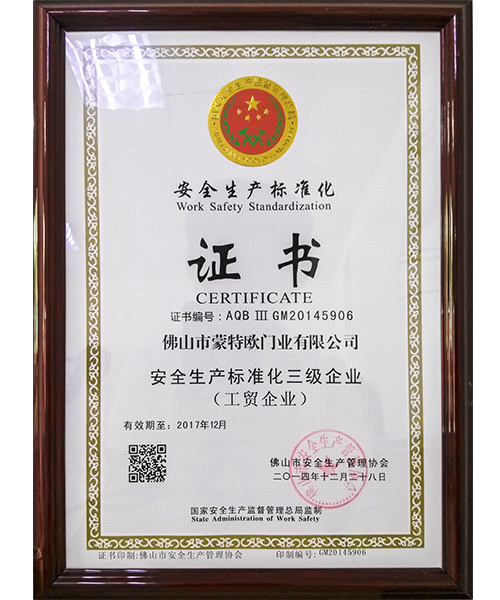 安全生产标准化
Work Safety Standardization
证书
CERTIFICATE
证书编号：AQB III GM20145906
佛山市蒙特欧门业有限公司
安全生产标准化三级企业
（工贸企业）
有效期至：2017年12月
佛山市安全生产管理协会
二〇一四年十二月二十八日
国家安全生产监督管理总局监制
State Administration of Work Safety
证书印制:佛山市安全生产管理协会 印制编号:GM20145906